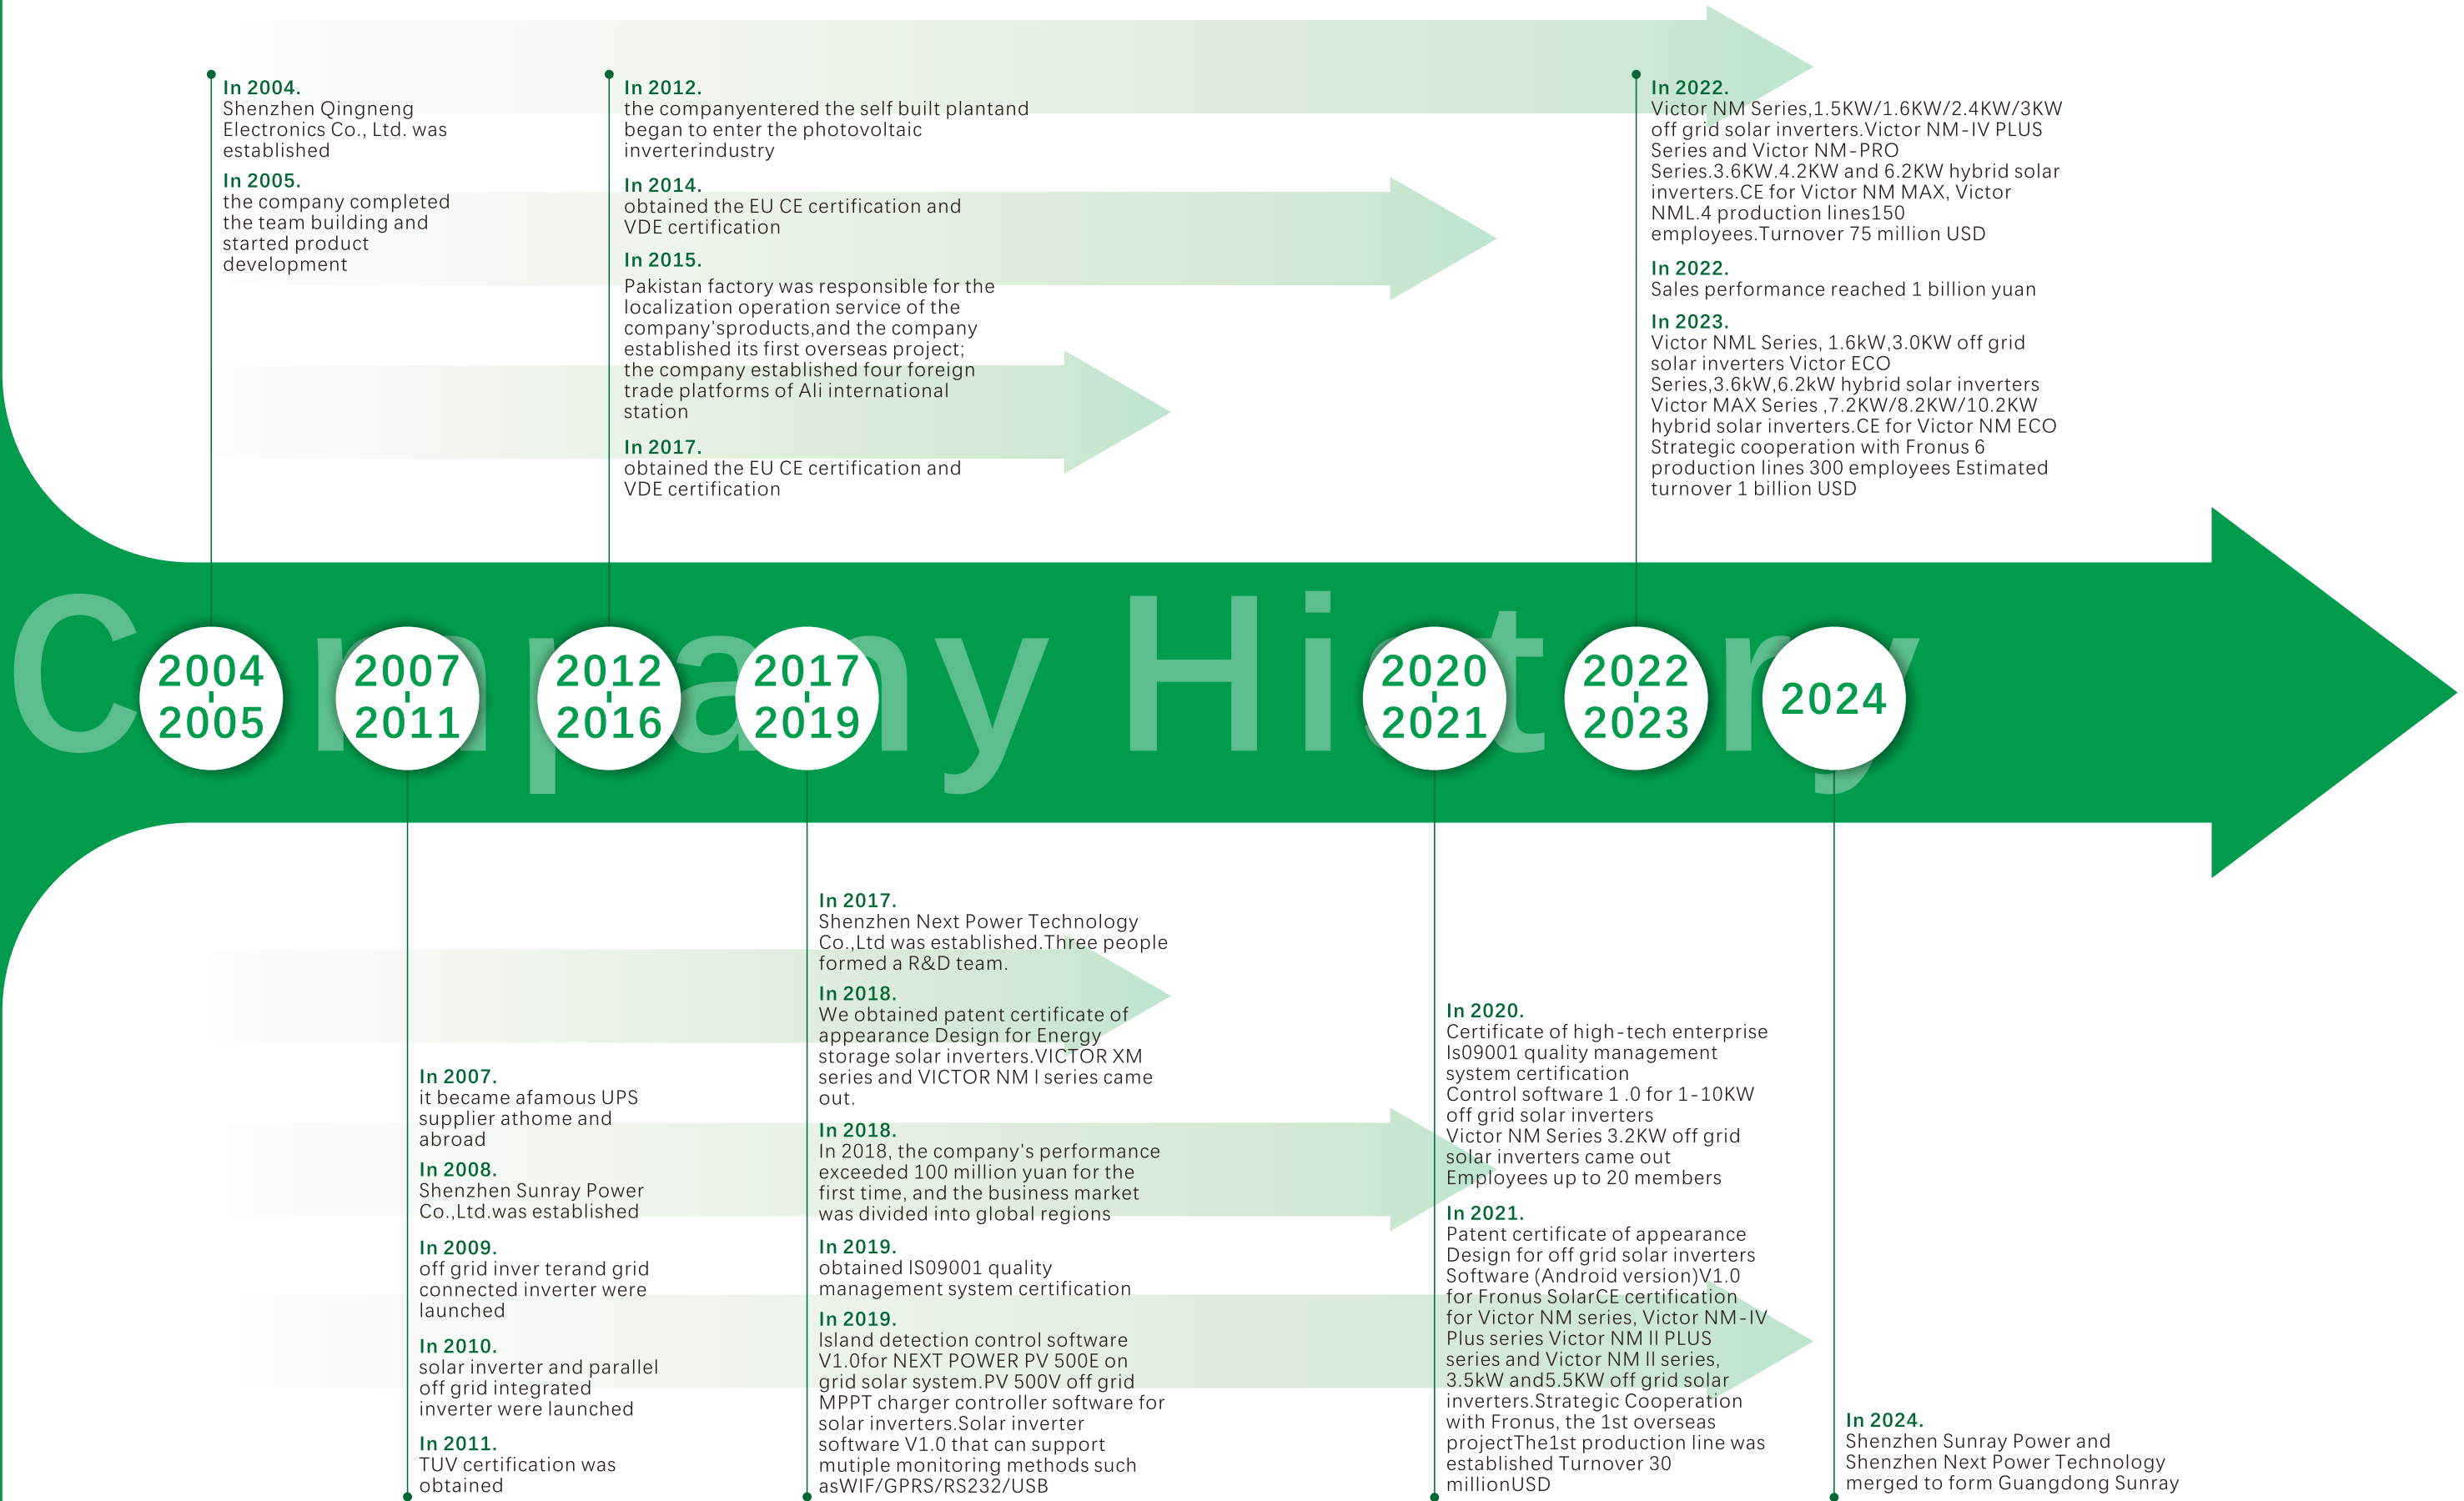 In 2004.
Shenzhen Qingneng
Electronics Co., Ltd. was
established
In 2005.
the company completed
the team building and
started product
development
In 2012.
the companyentered the self built plantand
began to enter the photovoltaic
inverterindustry
In 2014.
obtained the EU CE certification and
VDE certification
In 2015.
Pakistan factory was responsible for the
localization operation service of the
company'sproducts,and the company
established its first overseas project;
the company established four foreign
trade platforms of Ali international
station
In 2017.
obtained the EU CE certification and
VDE certification
In 2022.
Victor NM Series,1.5KW/1.6KW/2.4KW/3KW
off grid solar inverters.Victor NM-IV PLUS
Series and Victor NM-PRO
Series.3.6KW.4.2KW and 6.2KW hybrid solar
inverters.CE for Victor NM MAX, Victor
NML.4 production lines150
employees.Turnover 75 million USD
In 2022.
Sales performance reached 1 billion yuan
In 2023.
Victor NML Series, 1.6kW,3.0KW off grid
solar inverters Victor ECO
Series,3.6kW,6.2kW hybrid solar inverters
Victor MAX Series ,7.2KW/8.2KW/10.2KW
hybrid solar inverters.CE for Victor NM ECO
Strategic cooperation with Fronus 6
production lines 300 employees Estimated
turnover 1 billion USD
Company History
2004
-
2005
2007
-
2011
2012
-
2016
2017
-
2019
2020
-
2021
2022
-
2023
2024
In 2007.
it became afamous UPS
supplier athome and
abroad
In 2008.
Shenzhen Sunray Power
Co.,Ltd.was established
In 2009.
off grid inver terand grid
connected inverter were
launched
In 2010.
solar inverter and parallel
off grid integrated
inverter were launched
In 2011.
TUV certification was
obtained
In 2017.
Shenzhen Next Power Technology
Co.,Ltd was established.Three people
formed a R&D team.
In 2018.
We obtained patent certificate of
appearance Design for Energy
storage solar inverters.VICTOR XM
series and VICTOR NM I series came
out.
In 2018.
In 2018, the company's performance
exceeded 100 million yuan for the
first time, and the business market
was divided into global regions
In 2019.
obtained IS09001 quality
management system certification
In 2019.
Island detection control software
V1.0for NEXT POWER PV 500E on
grid solar system.PV 500V off grid
MPPT charger controller software for
solar inverters.Solar inverter
software V1.0 that can support
mutiple monitoring methods such
asWIF/GPRS/RS232/USB
In 2020.
Certificate of high-tech enterprise
Is09001 quality management
system certification
Control software 1 .0 for 1-10KW
off grid solar inverters
Victor NM Series 3.2KW off grid
solar inverters came out
Employees up to 20 members
In 2021.
Patent certificate of appearance
Design for off grid solar inverters
Software (Android version)V1.0
for Fronus SolarCE certification
for Victor NM series, Victor NM-IV
Plus series Victor NM II PLUS
series and Victor NM II series,
3.5kW and5.5KW off grid solar
inverters.Strategic Cooperation
with Fronus, the 1st overseas
projectThe1st production line was
established Turnover 30
millionUSD
In 2024.
Shenzhen Sunray Power and
Shenzhen Next Power Technology
merged to form Guangdong Sunray